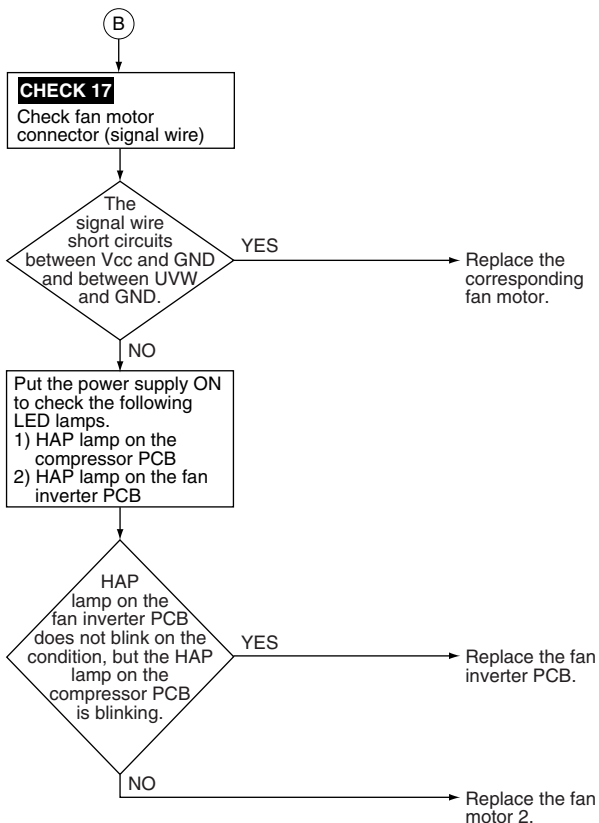 B
CHECK 17
Check fan motor
connector (signal wire)
The
signal wire
short circuits
between Vcc and GND
and between UVW
and GND.
YES
Replace the
corresponding
fan motor.
NO
Put the power supply ON
to check the following
LED lamps.
1) HAP lamp on the
compressor PCB
2) HAP lamp on the fan
inverter PCB
HAP
lamp on the
fan inverter PCB
does not blink on the
condition, but the HAP
lamp on the
compressor PCB
is blinking.
YES
Replace the fan
inverter PCB.
NO
Replace the fan
motor 2.